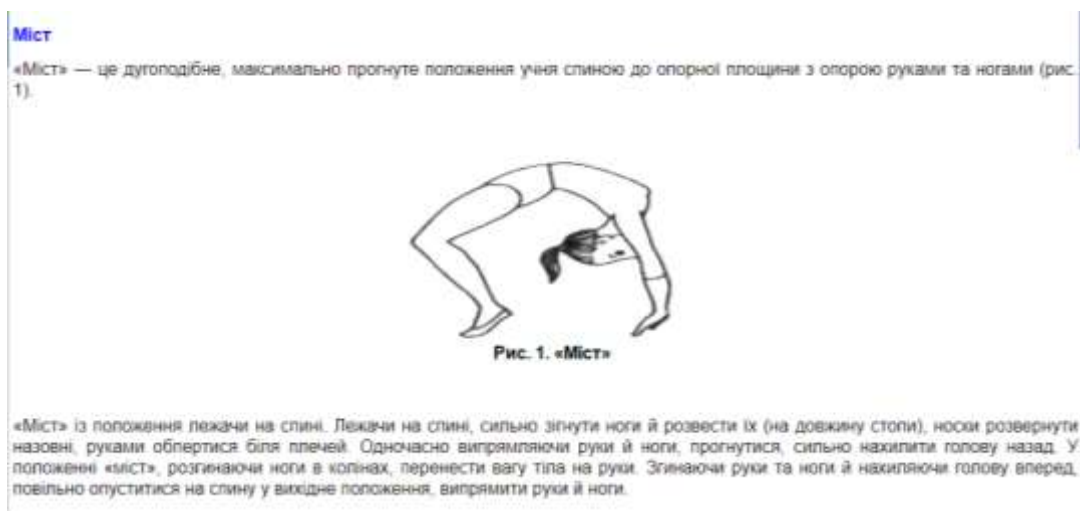 Міст
«Міст» — це дугоподібне, максимально прогнуте положення учня спиною до опорної площини з опорою руками та ногами (рис.
1).
Рис. 1. «Міст»
«Міст» із положення лежачи на спині. Лежачи на спині, сильно зігнути ноги й розвести їх (на довжину стопи), носки розвернути
назовні, руками обпертися біля плечей. Одночасно випрямляючи руки й ноги, прогнутися, сильно нахилити голову назад. У
положенні «міст», розгинаючи ноги в колінах, перенести вагу тіла на руки. Згинаючи руки та ноги й нахиляючи голову вперед,
повільно опуститися на спину у вихідне положення, випрямити руки й ноги.